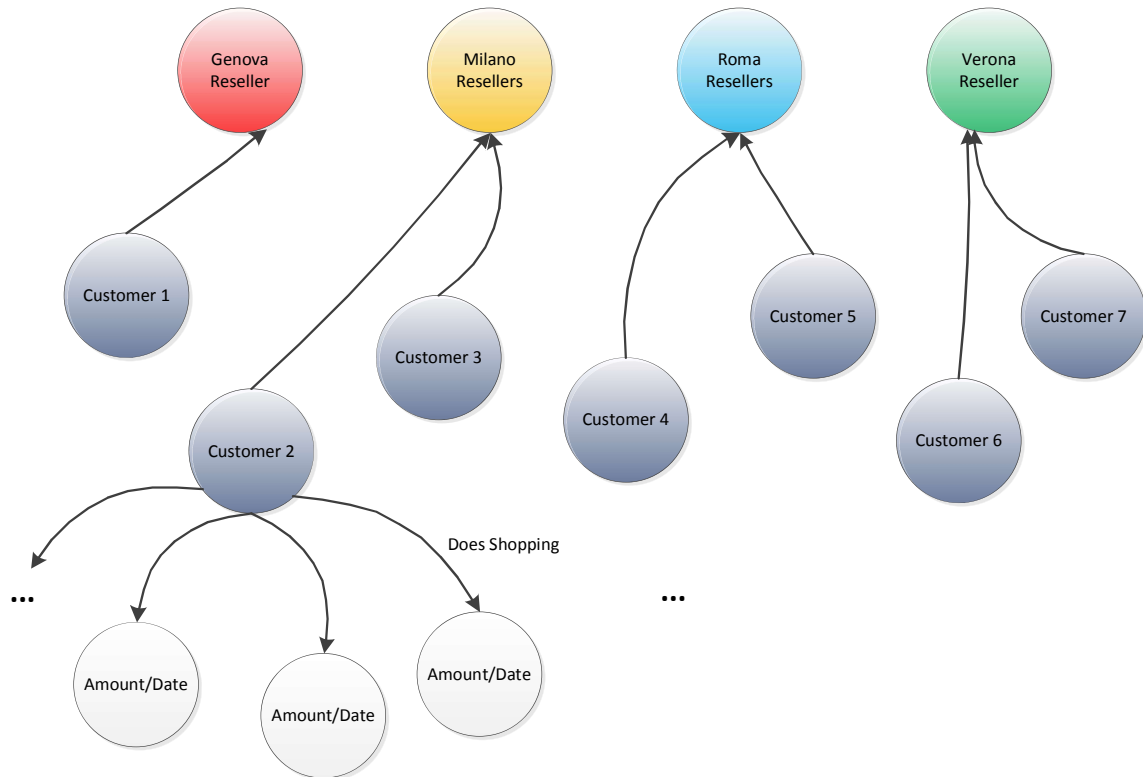 Genova
Reseller
Milano
Resellers
Roma
Resellers
Verona
Reseller
Customer 1
Customer 3
Customer 5
Customer 7
Customer 4
Customer 6
Customer 2
Does Shopping
...
...
Amount/Date
Amount/Date
Amount/Date